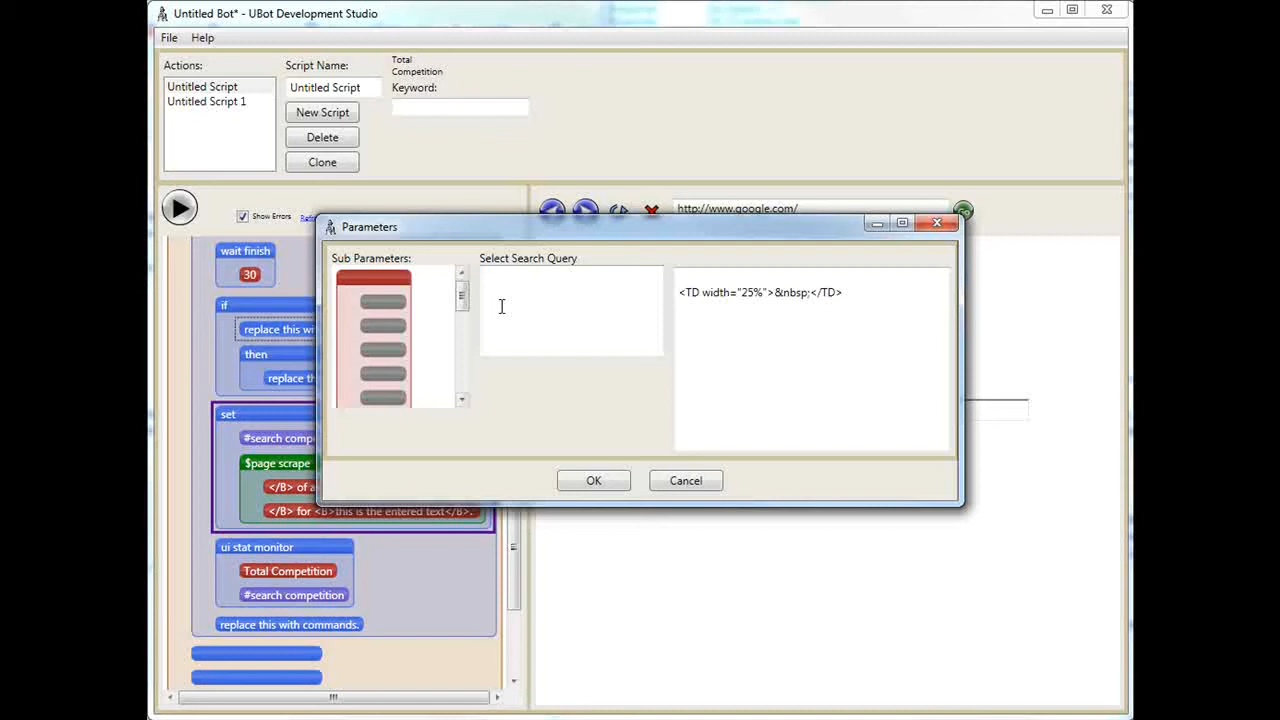 Untitled Bot* - UBot Development Studio
File Help
Actions:
Untitled Script
Untitled Script 1
Script Name:
Untitled Script
New Script
Delete
Clone
Total
Competition
Keyword:
Show Errors
http://www.google.com/
wait finish
30
if
replace this wi
then
replace th
set
#search compe
$page scrape
</B> of a
</B> for <B>this is the entered text</B>.
ui stat monitor
Total Competition
#search competition
replace this with commands.
Parameters
Sub Parameters:
Select Search Query
<TD width="25%">&nbsp;</TD>
OK
Cancel